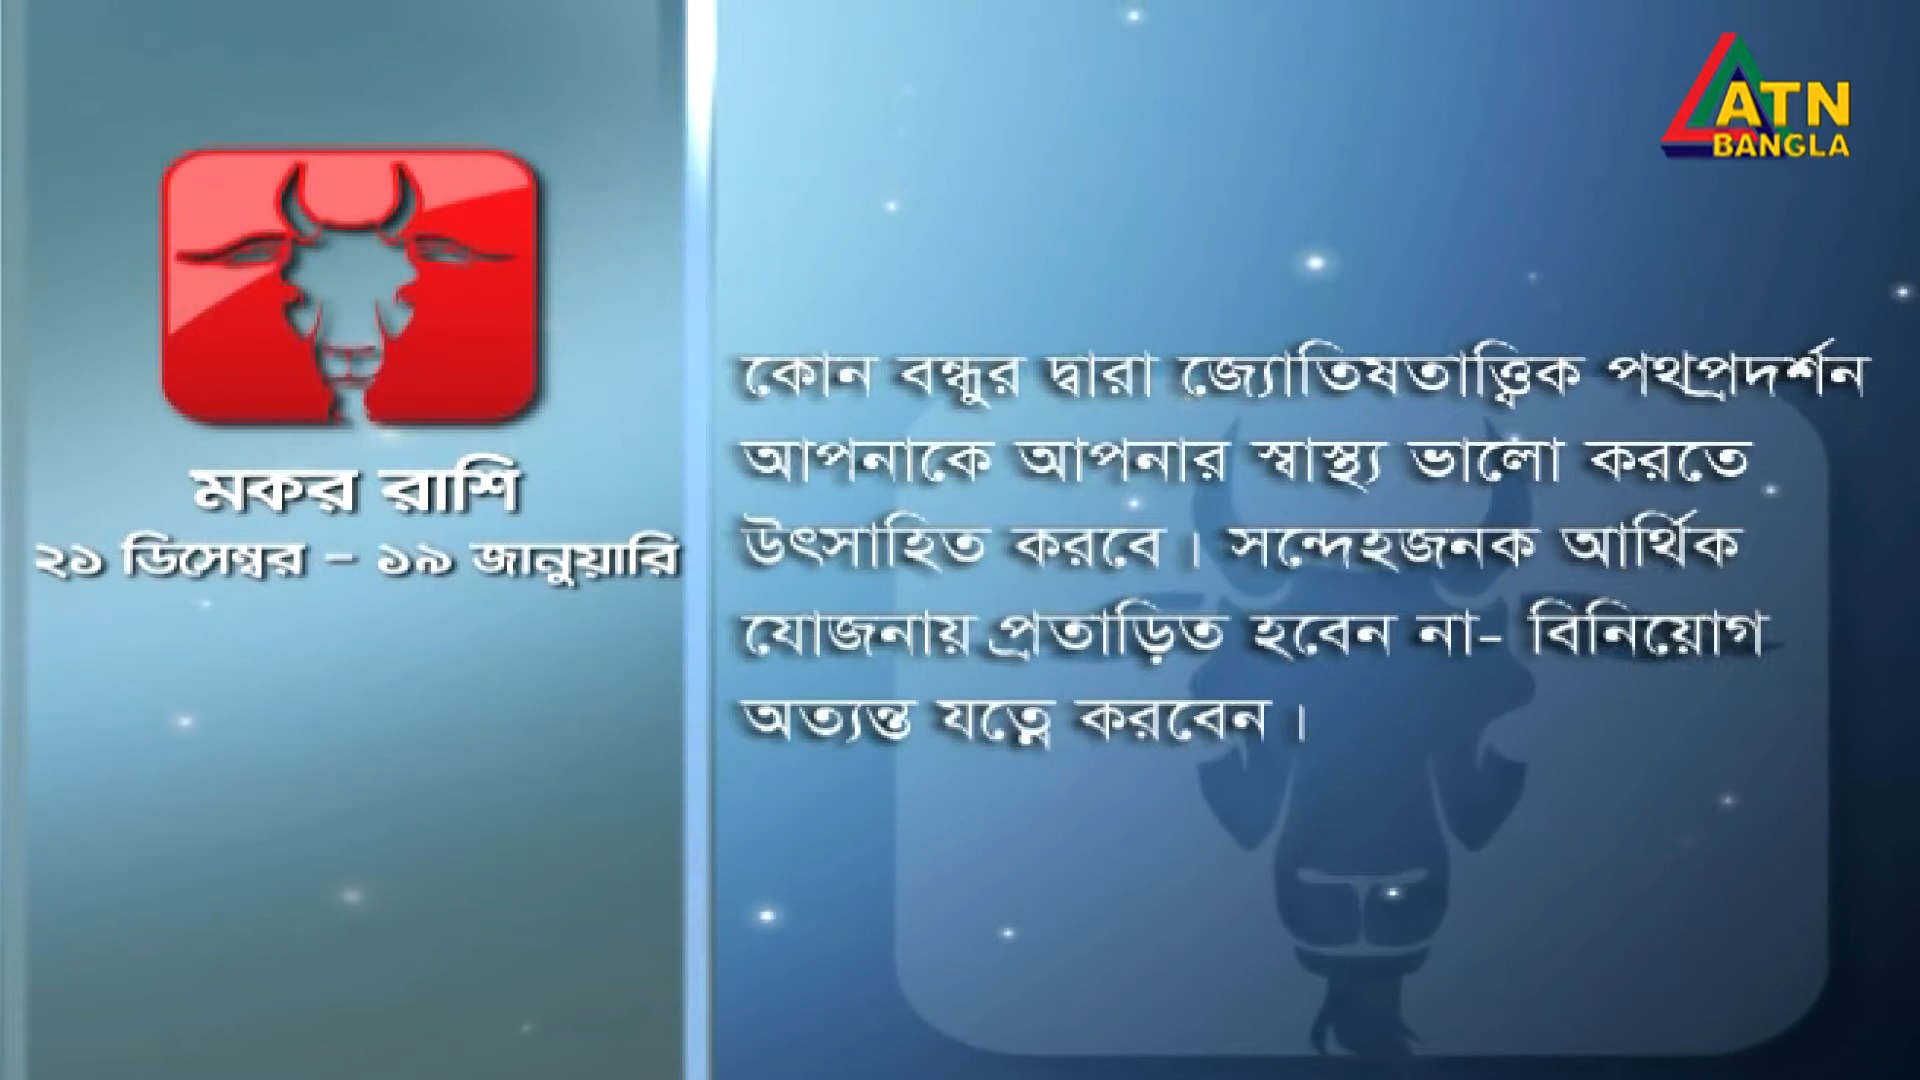 মকর রাশি
২১ ডিসেম্বর - ১৯ জানুয়ারি
ATN
BANGLA
কোন বন্ধুর দ্বারা জ্যোতিষতাত্ত্বিক পথপ্রদর্শন
আপনাকে আপনার স্বাস্থ্য ভালো করতে
উৎসাহিত করবে । সন্দেহজনক আর্থিক
যোজনায় প্রতাড়িত হবেন না- বিনিয়োগ
অত্যন্ত যত্নে করবেন ।